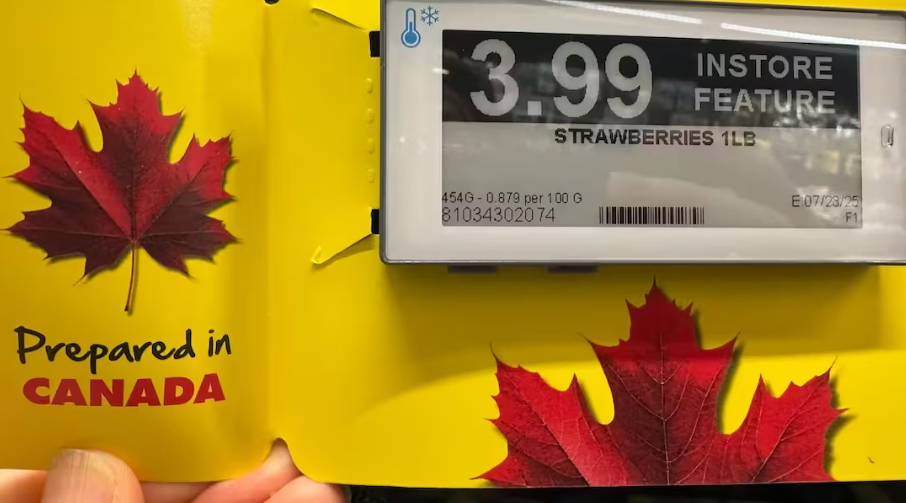 3.99
INSTORE
FEATURE
STRAWBERRIES 1LB
454G - 0.879 per 100 G
81034302074
E:07/23/25
F1
Prepared in
CANADA